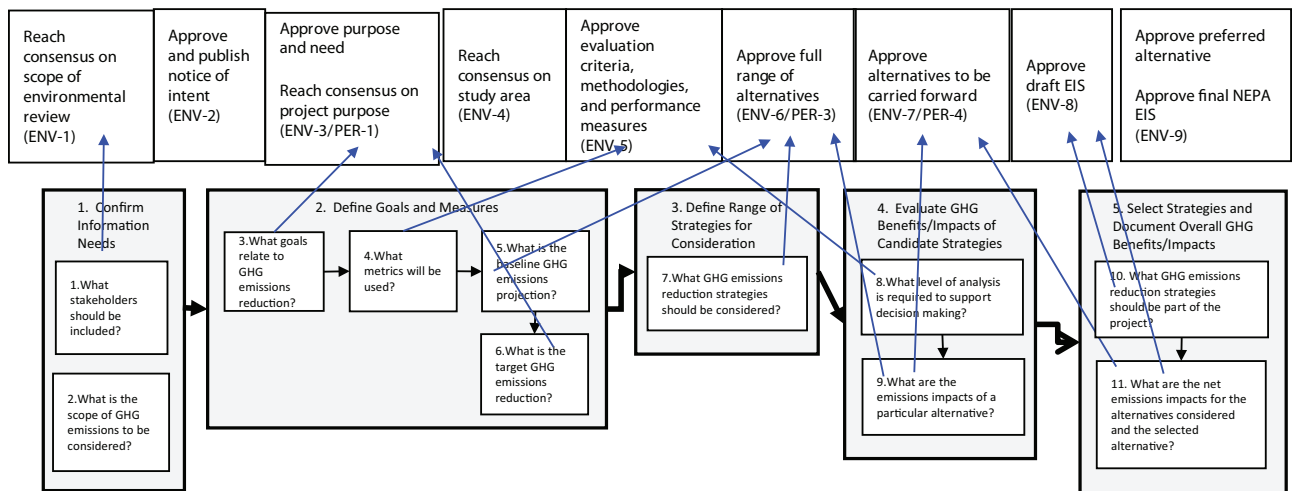 Reach
consensus on
scope of
environmental
review
(ENV-1)
Approve
and publish
notice of
intent
(ENV-2)
Approve purpose
and need
Reach consensus on
project purpose
(ENV-3/PER-1)
Reach
consensus on
study area
(ENV-4)
Approve
evaluation
criteria,
methodologies,
and performance
measures
(ENV-5)
Approve full
range of
alternatives
(ENV-6/PER-3)
Approve
alternatives to be
carried forward
(ENV-7/PER-4)
Approve
draft EIS
(ENV-8)
Approve preferred
alternative
Approve final NEPA
EIS
(ENV-9)
1. Confirm
Information
Needs
1.What
stakeholders
should be
included?
2.What is the
scope of GHG
emissions to be
considered?
2. Define Goals and Measures
3.What goals
relate to
GHG
emissions
reduction?
4.What
metrics will be
used?
5.What is the
baseline GHG
emissions
projection?
6.What is the
target GHG
emissions
reduction?
3. Define Range of
Strategies for
Consideration
7.What GHG emissions
reduction strategies
should be considered?
4. Evaluate GHG
Benefits/Impacts
of Candidate Strategies
8.What level of analysis
is required to support
decision making?
9.What are the
emissions impacts of a
particular alternative?
5. Select Strategies and
Document Overall GHG
Benefits/Impacts
10. What GHG emissions
reduction strategies
should be part of the
project?
11. What are the net
emissions impacts for the
alternatives considered
and the selected
alternative?